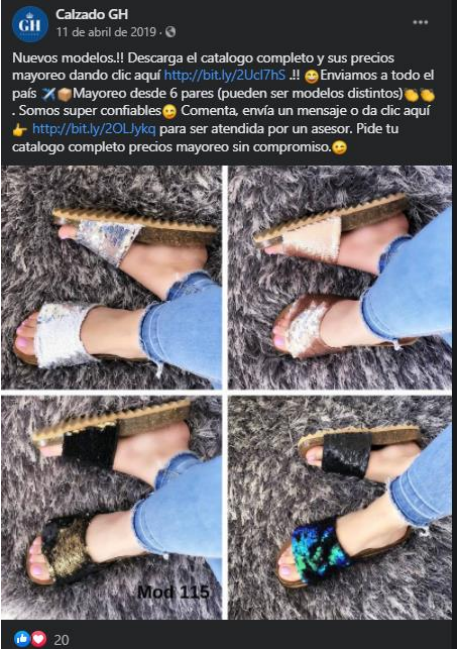 Calzado GH
GH
11 de abril de 2019 ·
Nuevos modelos.!! Descarga el catalogo completo y sus precios
mayoreo dando clic aquí http://bit.ly/2Ucl7hS .!! 😄Enviamos a todo el
país ✈️📦Mayoreo desde 6 pares (pueden ser modelos distintos)👏👏
. Somos super confiables😉 Comenta, envía un mensaje o da clic aquí
👉 http://bit.ly/2OLJykq para ser atendida por un asesor. Pide tu
catalogo completo precios mayoreo sin compromiso.😉
Mod 115
20